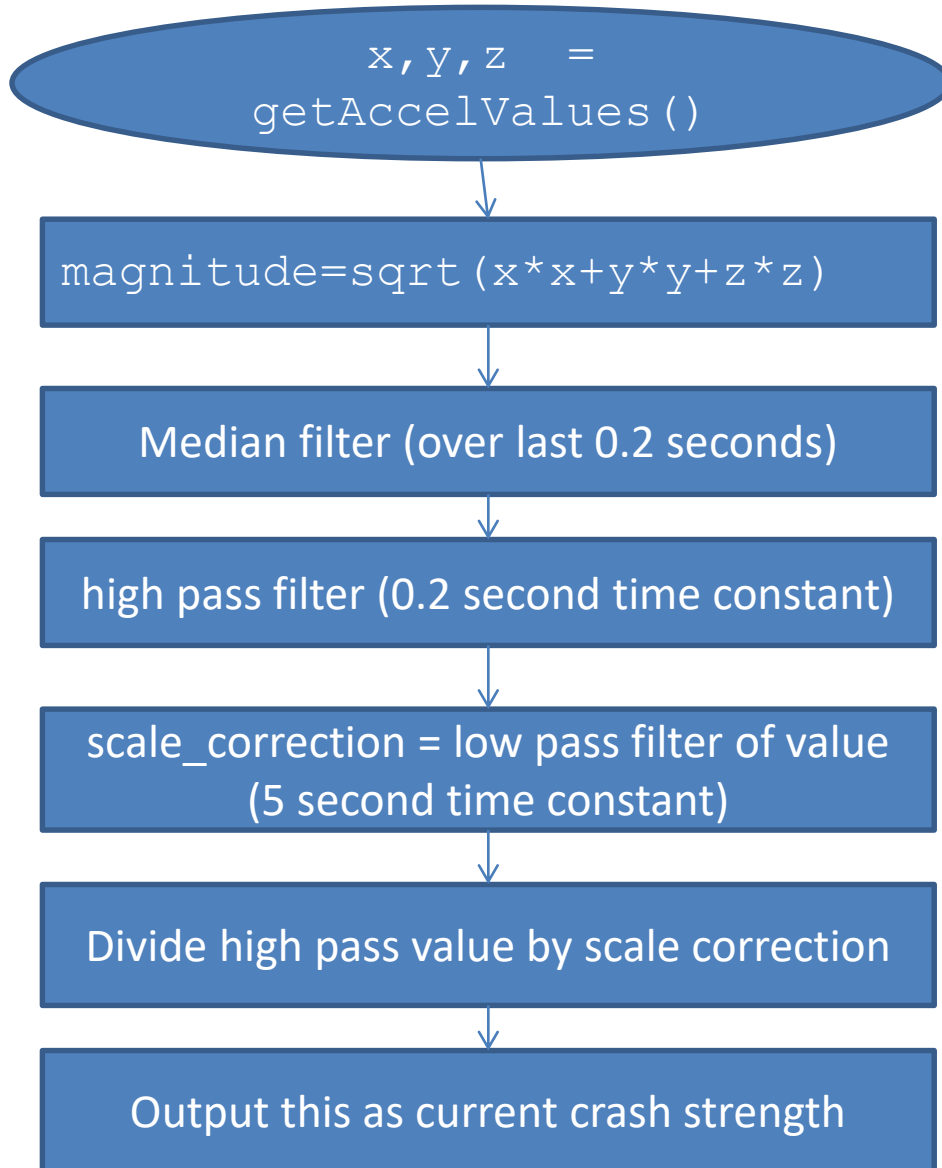 x,y,z =
getAccelValues()
magnitude=sqrt(x*x+y*y+z*z)
Median filter (over last 0.2 seconds)
high pass filter (0.2 second time constant)
scale_correction = low pass filter of value
(5 second time constant)
Divide high pass value by scale correction
Output this as current crash strength